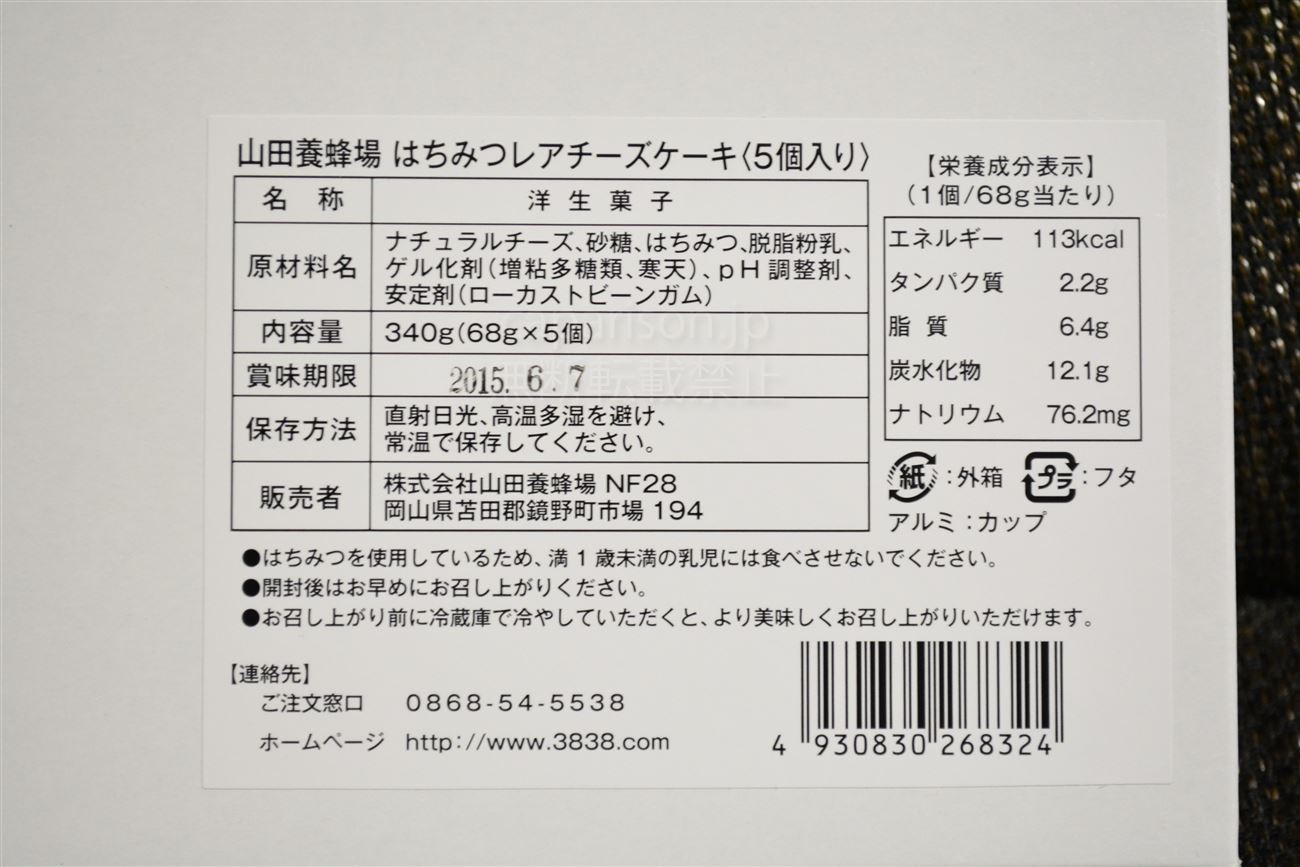 山田養蜂場 はちみつレアチーズケーキ〈5個入り〉
名 称 洋 生 菓 子
原材料名 ナチュラルチーズ、砂糖、はちみつ、脱脂粉乳、
ゲル化剤(増粘多糖類、寒天)、pH調整剤、
安定剤(ローカストビーンガム)
内容量 340g(68g×5個)
賞味期限 2015. 6. 7
保存方法 直射日光、高温多湿を避け、
常温で保存してください。
販売者 株式会社山田養蜂場 NF28
岡山県苫田郡鏡野町市場 194
【栄養成分表示】
(1個/68g当たり)
エネルギー 113kcal
タンパク質 2.2g
脂 質 6.4g
炭水化物 12.1g
ナトリウム 76.2mg
紙:外箱 プラ:フタ
アルミ:カップ
●はちみつを使用しているため、満1歳未満の乳児には食べさせないでください。
●開封後はお早めにお召し上がりください。
●お召し上がり前に冷蔵庫で冷やしていただくと、より美味しくお召し上がりいただけます。
【連絡先】
ご注文窓口 0868-54-5538
ホームページ http://www.3838.com
4 930830 268324
caparison.jp
無断転載禁止